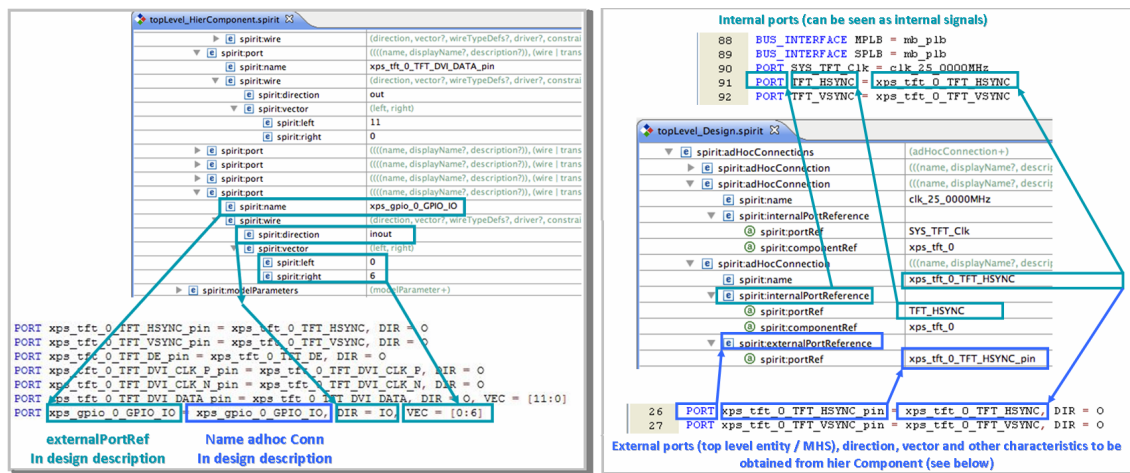 topLevel_HierComponent.spirit
spirit:wire (direction, vector?, wireTypeDefs?, driver?, constrai
spirit:port ((((name, displayName?, description?)), (wire | trans
spirit:name xps_tft_0_TFT_DVI_DATA_pin
spirit:wire (direction, vector?, wireTypeDefs?, driver?, constrai
spirit:direction out
spirit:vector (left, right)
spirit:left 11
spirit:right 0
spirit:port ((((name, displayName?, description?)), (wire | trans
spirit:port ((((name, displayName?, description?)), (wire | trans
spirit:port ((((name, displayName?, description?)), (wire | trans
spirit:port ((((name, displayName?, description?)), (wire | trans
spirit:name xps_gpio_0_GPIO_IO
spirit:wire (direction, vector?, wireTypeDefs?, driver?, constrai
spirit:direction inout
spirit:vector (left, right)
spirit:left 0
spirit:right 6
spirit:modelParameters (modelParameter+)
PORT xps_tft_0_TFT_HSYNC_pin = xps_tft_0_TFT_HSYNC, DIR = O
PORT xps_tft_0_TFT_VSYNC_pin = xps_tft_0_TFT_VSYNC, DIR = O
PORT xps_tft_0_TFT_DE_pin = xps_tft_0_TFT_DE, DIR = O
PORT xps_tft_0_TFT_DVI_CLK_P_pin = xps_tft_0_TFT_DVI_CLK_P, DIR = O
PORT xps_tft_0_TFT_DVI_CLK_N_pin = xps_tft_0_TFT_DVI_CLK_N, DIR = O
PORT xps_tft_0_TFT_DVI_DATA_pin = xps_tft_0_TFT_DVI_DATA, DIR = O, VEC = [11:0]
PORT xps_gpio_0_GPIO_IO = xps_gpio_0_GPIO_IO, DIR = IO, VEC = [0:6]
externalPortRef
In design description
Name adhoc Conn
In design description
Internal ports (can be seen as internal signals)
88 BUS_INTERFACE MPLB = mb_plb
89 BUS_INTERFACE SPLB = mb_plb
90 PORT SYS_TFT_Clk = clk_25_0000MHz
91 PORT TFT_HSYNC = xps_tft_0_TFT_HSYNC
92 PORT TFT_VSYNC = xps_tft_0_TFT_VSYNC
topLevel_Design.spirit
spirit:adHocConnections (adHocConnection+)
spirit:adHocConnection (((name, displayName?, descrip
spirit:adHocConnection (((name, displayName?, descrip
spirit:name clk_25_0000MHz
spirit:internalPortReference
spirit:portRef SYS_TFT_Clk
spirit:componentRef xps_tft_0
spirit:adHocConnection (((name, displayName?, descrip
spirit:name xps_tft_0_TFT_HSYNC
spirit:internalPortReference
spirit:portRef TFT_HSYNC
spirit:componentRef xps_tft_0
spirit:externalPortReference
spirit:portRef xps_tft_0_TFT_HSYNC_pin
26 PORT xps_tft_0_TFT_HSYNC_pin = xps_tft_0_TFT_HSYNC, DIR = O
27 PORT xps_tft_0_TFT_VSYNC_pin = xps_tft_0_TFT_VSYNC, DIR = O
External ports (top level entity / MHS), direction, vector and other characteristics to be
obtained from hier Component (see below)